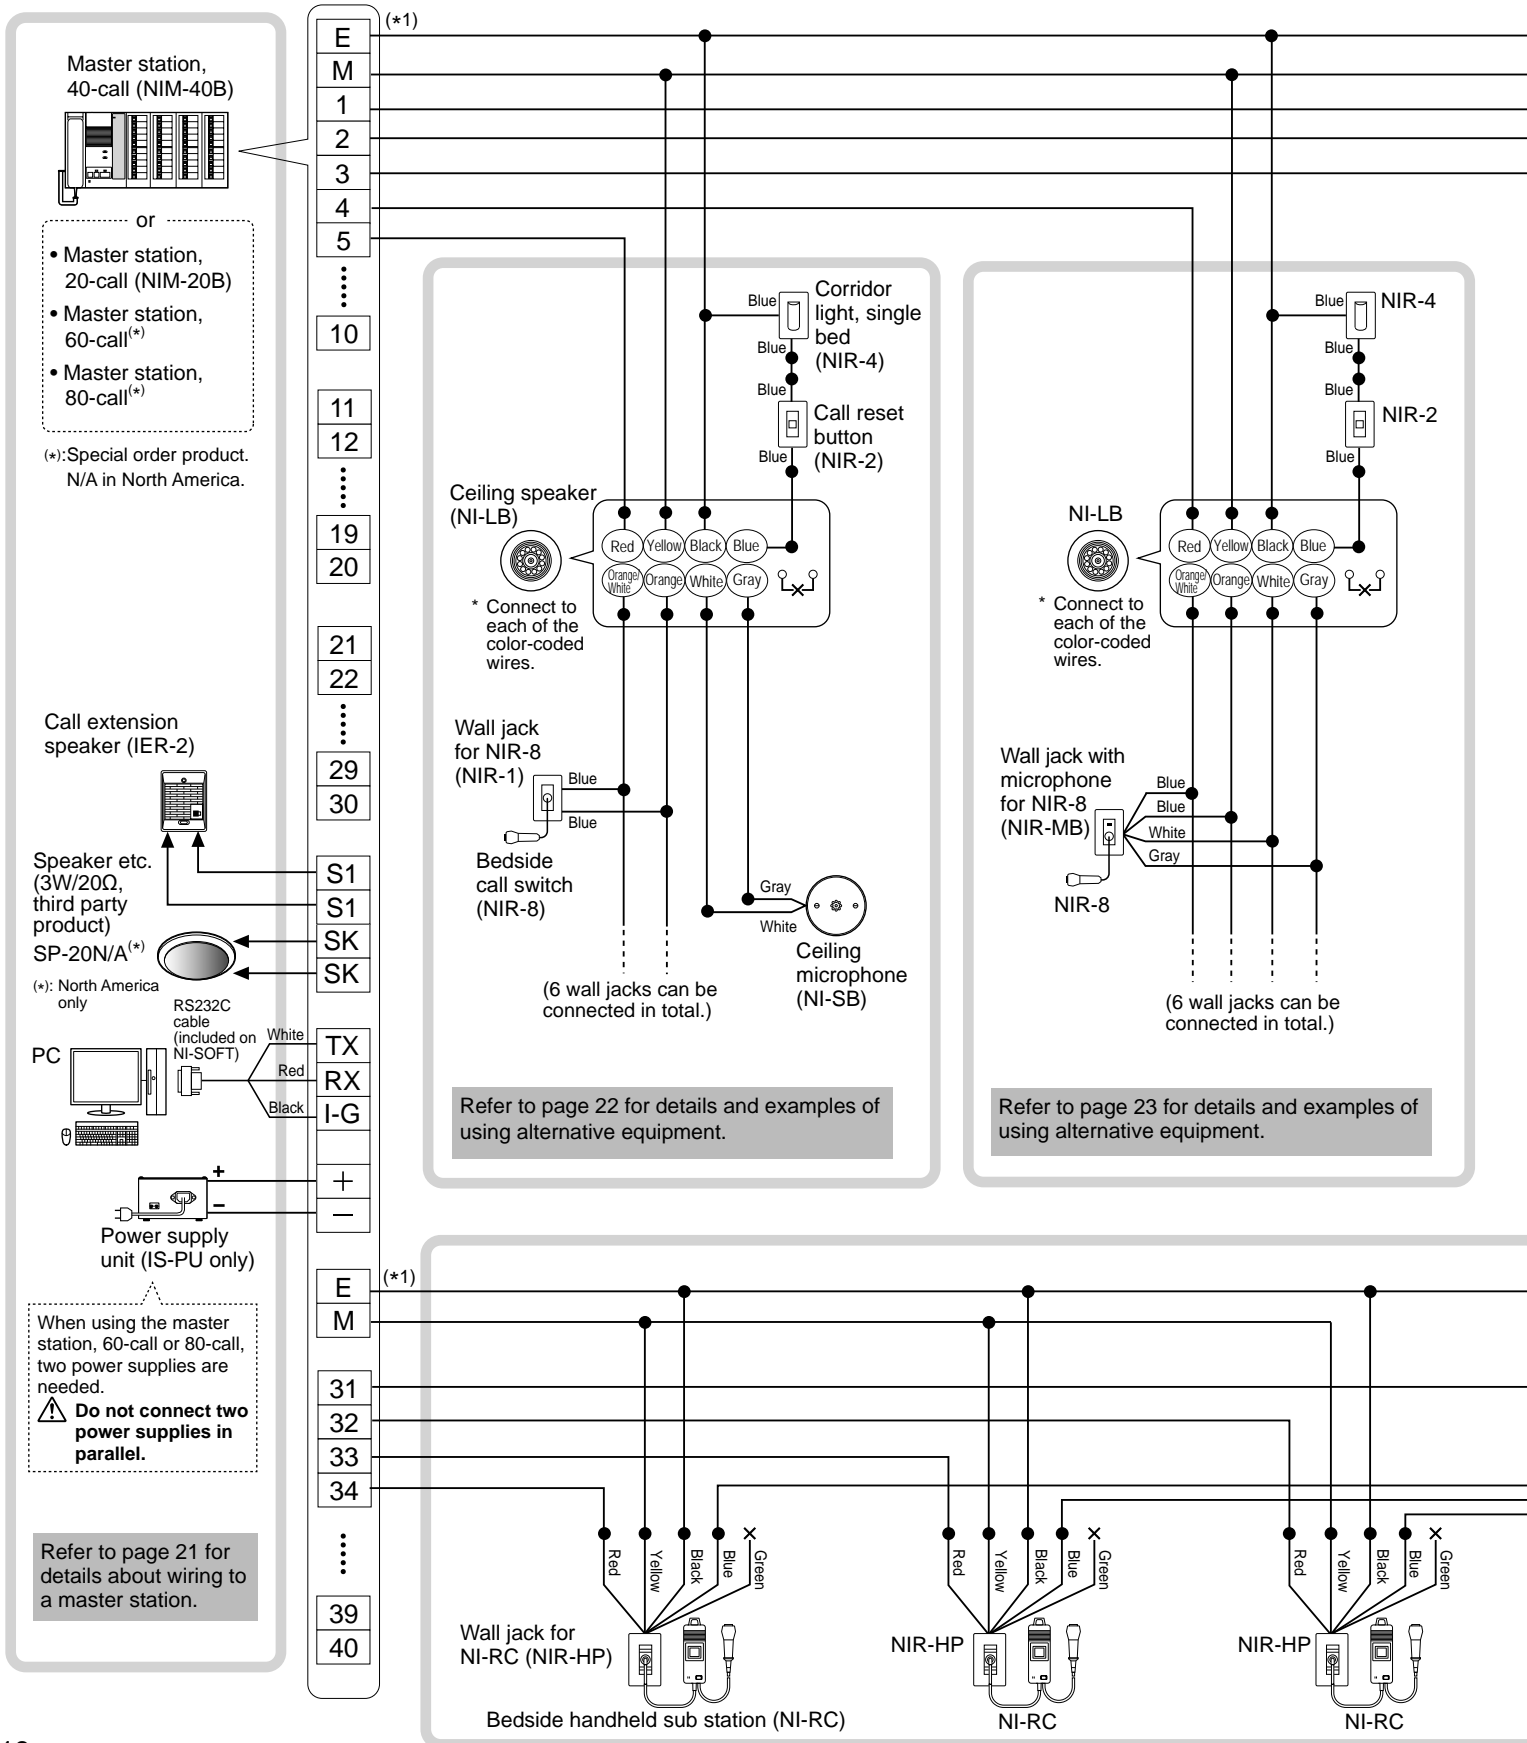 Master station,
40-call (NIM-40B)
or
• Master station,
20-call (NIM-20B)
• Master station,
60-call(*)
• Master station,
80-call(*)
(*):Special order product.
N/A in North America.
Call extension
speaker (IER-2)
Speaker etc.
(3W/20Ω,
third party
product)
SP-20N/A(*)
(*): North America
only
RS232C
cable
(included on
NI-SOFT)
PC
White
Red
Black
+
−
Power supply
unit (IS-PU only)
When using the master
station, 60-call or 80-call,
two power supplies are
needed.
Do not connect two
power supplies in
parallel.
Refer to page 21 for
details about wiring to
a master station.
E
(*1)
M
1
2
3
4
5
10
11
12
19
20
21
22
29
30
S1
S1
SK
SK
TX
RX
I-G
+
−
E
(*1)
M
31
32
33
34
39
40
Blue
Corridor
light, single
bed
(NIR-4)
Blue
Blue
Call reset
button
(NIR-2)
Blue
Ceiling speaker
(NI-LB)
Red
Yellow
Black
Blue
Orange/
White
Orange
White
Gray
* Connect to
each of the
color-coded
wires.
Wall jack
for NIR-8
(NIR-1)
Blue
Blue
Bedside
call switch
(NIR-8)
Gray
White
Ceiling
microphone
(NI-SB)
(6 wall jacks can be
connected in total.)
Refer to page 22 for details and examples of
using alternative equipment.
Blue
NIR-4
Blue
Blue
NIR-2
Blue
NI-LB
Red
Yellow
Black
Blue
Orange/
White
Orange
White
Gray
* Connect to
each of the
color-coded
wires.
Wall jack with
microphone
for NIR-8
(NIR-MB)
Blue
Blue
White
Gray
NIR-8
(6 wall jacks can be
connected in total.)
Refer to page 23 for details and examples of
using alternative equipment.
Red
Yellow
Black
Blue
Green
Wall jack for
NI-RC (NIR-HP)
Bedside handheld sub station (NI-RC)
Red
Yellow
Black
Blue
Green
NIR-HP
NI-RC
Red
Yellow
Black
Blue
Green
NIR-HP
NI-RC